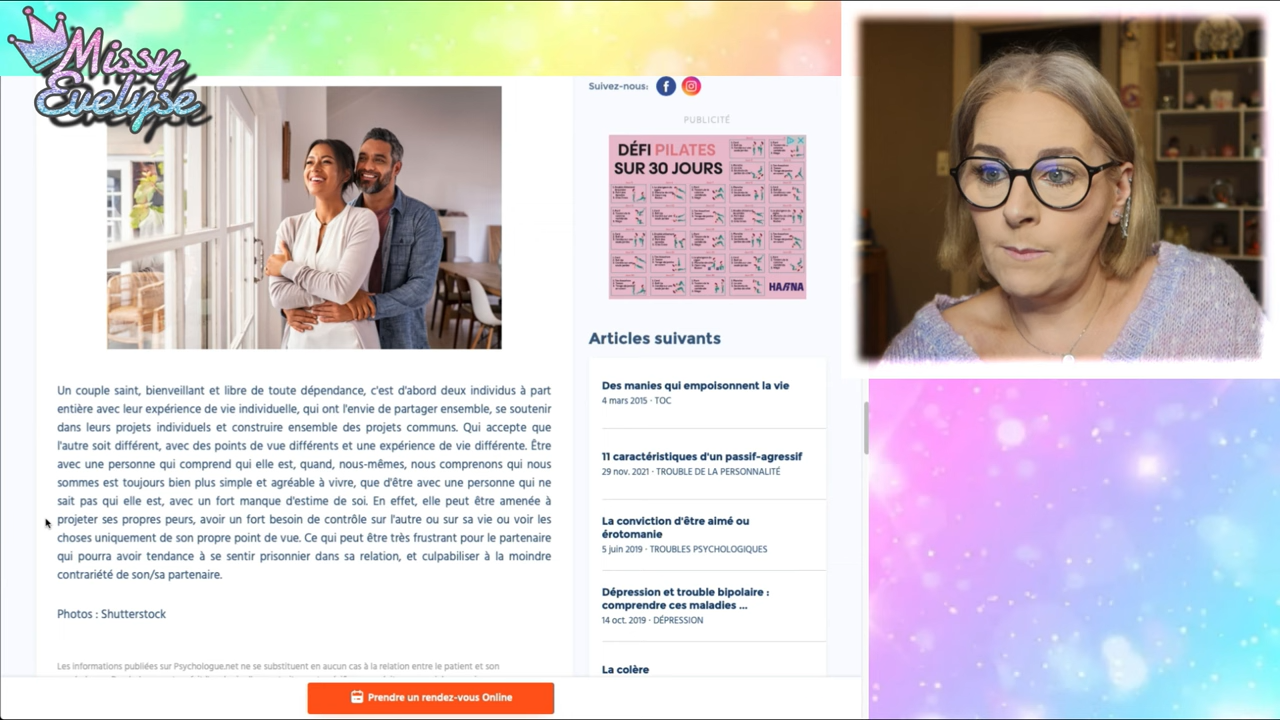 Missy
Evelyse
Suivez-nous:
PUBLICITÉ
DÉFI PILATES
SUR 30 JOURS
Un couple saint, bienveillant et libre de toute dépendance, c'est d'abord deux individus à part
entière avec leur expérience de vie individuelle, qui ont l'envie de partager ensemble, se soutenir
dans leurs projets individuels et construire ensemble des projets communs. Qui accepte que
l'autre soit différent, avec des points de vue différents et une expérience de vie différente. Être
avec une personne qui comprend qui elle est, quand, nous-mêmes, nous comprenons qui nous
sommes est toujours bien plus simple et agréable à vivre, que d'être avec une personne qui ne
sait pas qui elle est, avec un fort manque d'estime de soi. En effet, elle peut être amenée à
projeter ses propres peurs, avoir un fort besoin de contrôle sur l'autre ou sur sa vie ou voir les
choses uniquement de son propre point de vue. Ce qui peut être très frustrant pour le partenaire
qui pourra avoir tendance à se sentir prisonnier dans sa relation, et culpabiliser à la moindre
contrariété de son/sa partenaire.
Photos : Shutterstock
Les informations publiées sur Psychologue.net ne se substituent en aucun cas à la relation entre le patient et son
Articles suivants
Des manies qui empoisonnent la vie
4 mars 2015 · TOC
11 caractéristiques d'un passif-agressif
29 nov. 2021 · TROUBLE DE LA PERSONNALITÉ
La conviction d'être aimé ou
érotomanie
5 juin 2019 · TROUBLES PSYCHOLOGIQUES
Dépression et trouble bipolaire :
comprendre ces maladies ...
14 oct. 2019 · DÉPRESSION
La colère
Prendre un rendez-vous Online